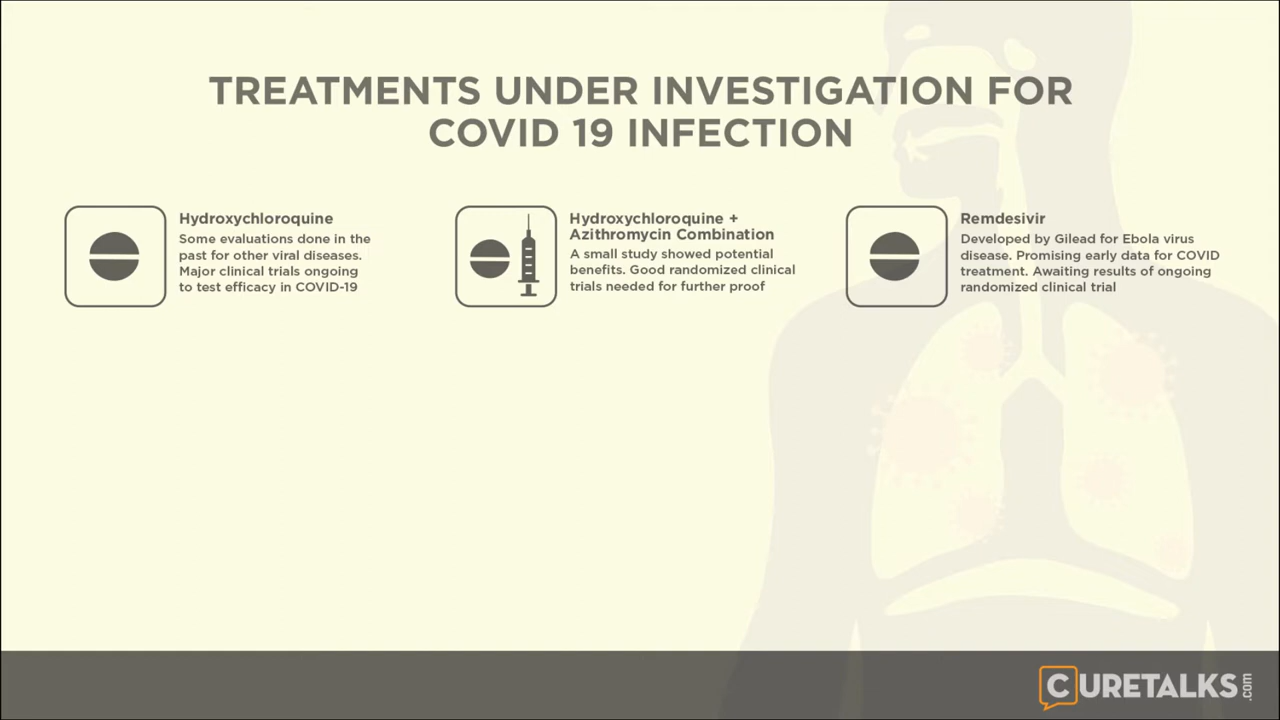 TREATMENTS UNDER INVESTIGATION FOR
COVID 19 INFECTION
Hydroxychloroquine
Some evaluations done in the
past for other viral diseases.
Major clinical trials ongoing
to test efficacy in COVID-19
Hydroxychloroquine +
Azithromycin Combination
A small study showed potential
benefits. Good randomized clinical
trials needed for further proof
Remdesivir
Developed by Gilead for Ebola virus
disease. Promising early data for COVID
treatment. Awaiting results of ongoing
randomized clinical trial
CURETALKS.com